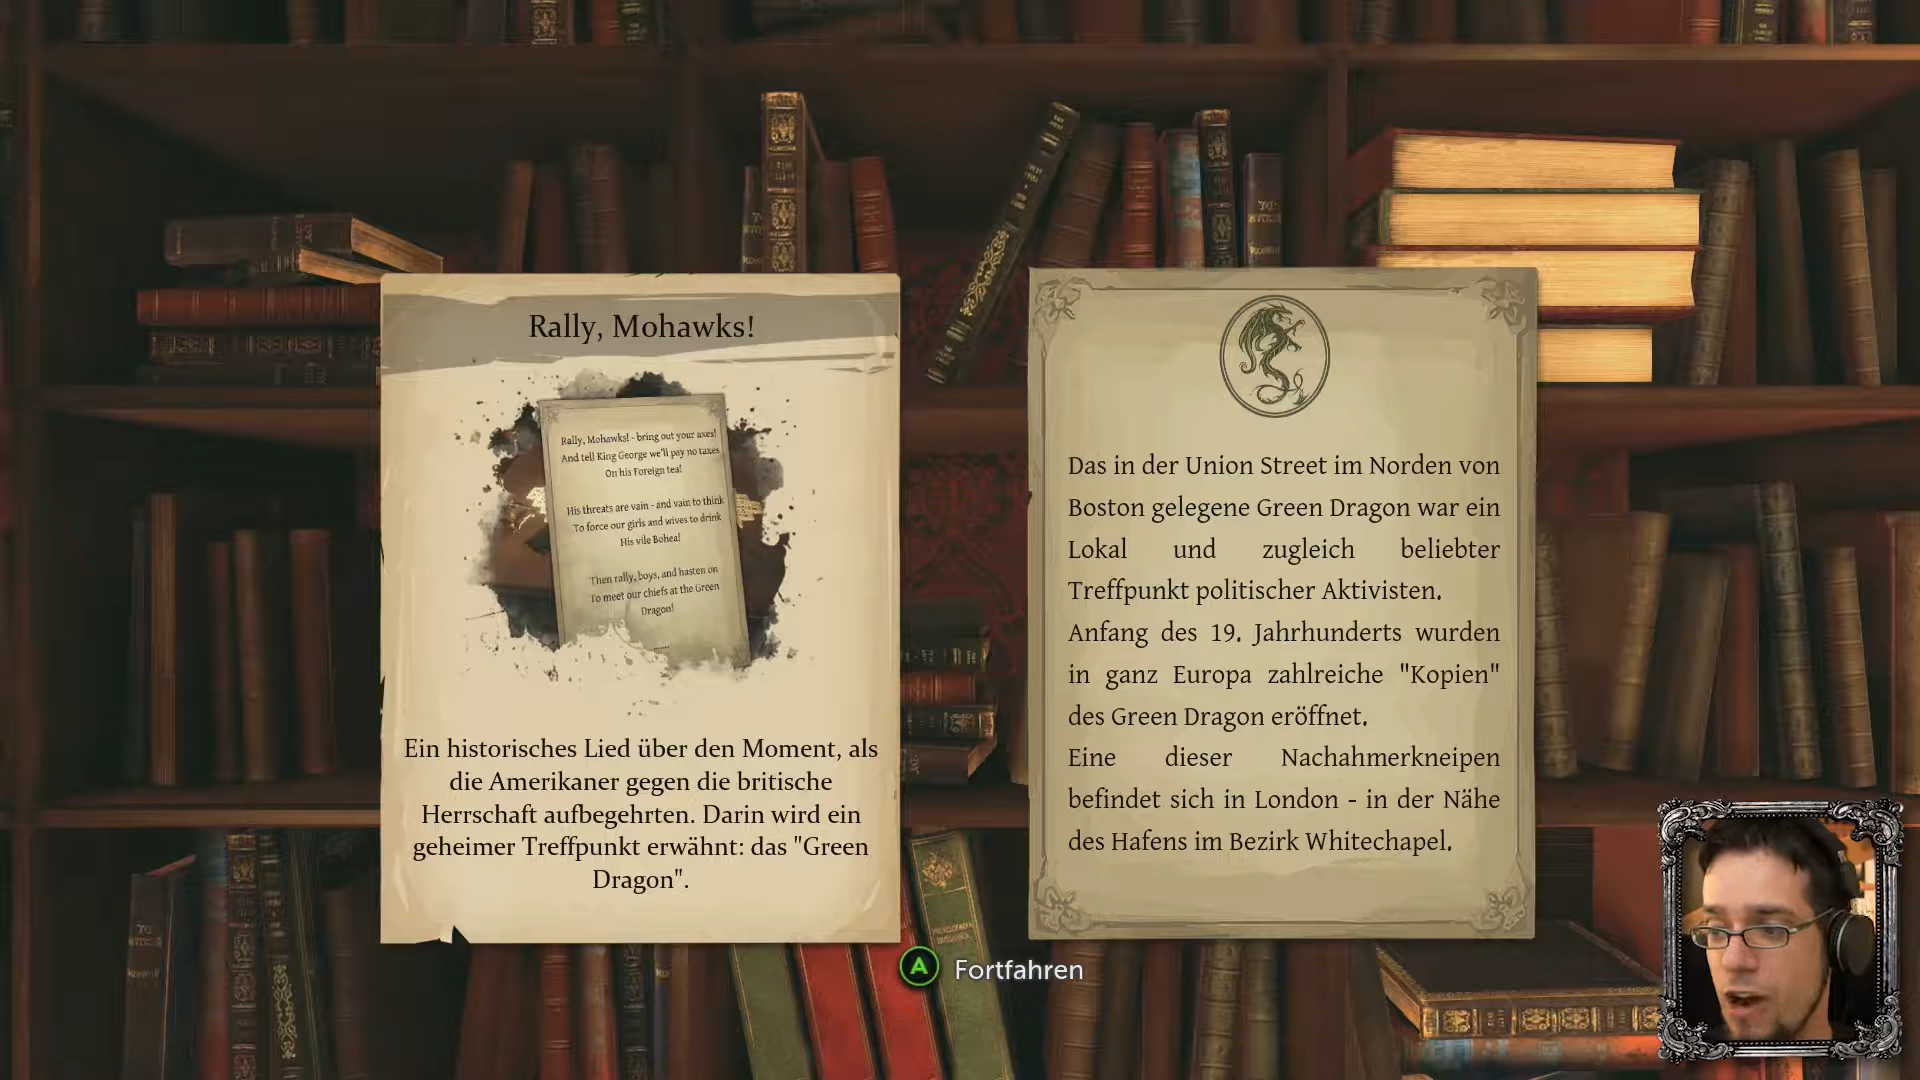 Rally, Mohawks!
Rally, Mohawks! - bring out your axes!
And tell King George we'll pay no taxes
On his Foreign tea!
His threats are vain - and vain to think
To force our girls and wives to drink
His vile Bohea!
Then rally, boys, and hasten on
To meet our chiefs at the Green
Dragon!
.......
Ein historisches Lied über den Moment, als
die Amerikaner gegen die britische
Herrschaft aufbegehrten. Darin wird ein
geheimer Treffpunkt erwähnt: das "Green
Dragon".
Das in der Union Street im Norden von
Boston gelegene Green Dragon war ein
Lokal und zugleich beliebter
Treffpunkt politischer Aktivisten.
Anfang des 19. Jahrhunderts wurden
in ganz Europa zahlreiche "Kopien"
des Green Dragon eröffnet.
Eine dieser Nachahmerkneipen
befindet sich in London - in der Nähe
des Hafens im Bezirk Whitechapel.
A Fortfahren